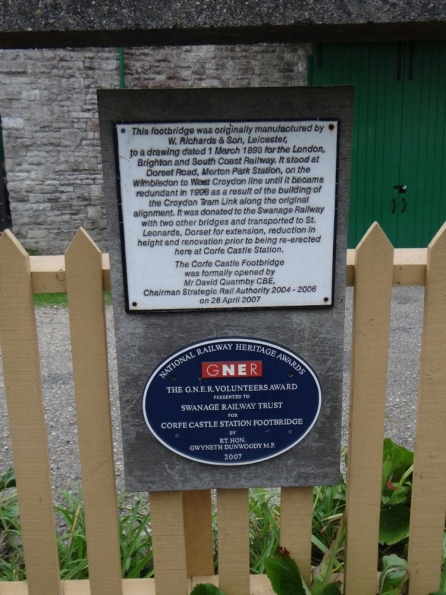 This footbridge was originally manufactured by
W. Richards & Son, Leicester,
to a drawing dated 1 March 1893 for the London,
Brighton and South Coast Railway. It stood at
Dorset Road, Merton Park Station, on the
Wimbledon to West Croydon line until it became
redundant in 1996 as a result of the building of
the Croydon Tram Link along the original
alignment. It was donated to the Swanage Railway
with two other bridges and transported to St.
Leonards, Dorset for extension, reduction in
height and renovation prior to being re-erected
here at Corfe Castle Station.
The Corfe Castle Footbridge
was formally opened by
Mr David Quarmby CBE,
Chairman Strategic Rail Authority 2004 - 2006
on 28 April 2007
NATIONAL RAILWAY HERITAGE AWARDS
GNER
THE G.N.E.R. VOLUNTEERS AWARD
PRESENTED TO
SWANAGE RAILWAY TRUST
FOR
CORFE CASTLE STATION FOOTBRIDGE
BY
RT. HON.
GWYNETH DUNWOODY M.P.
2007